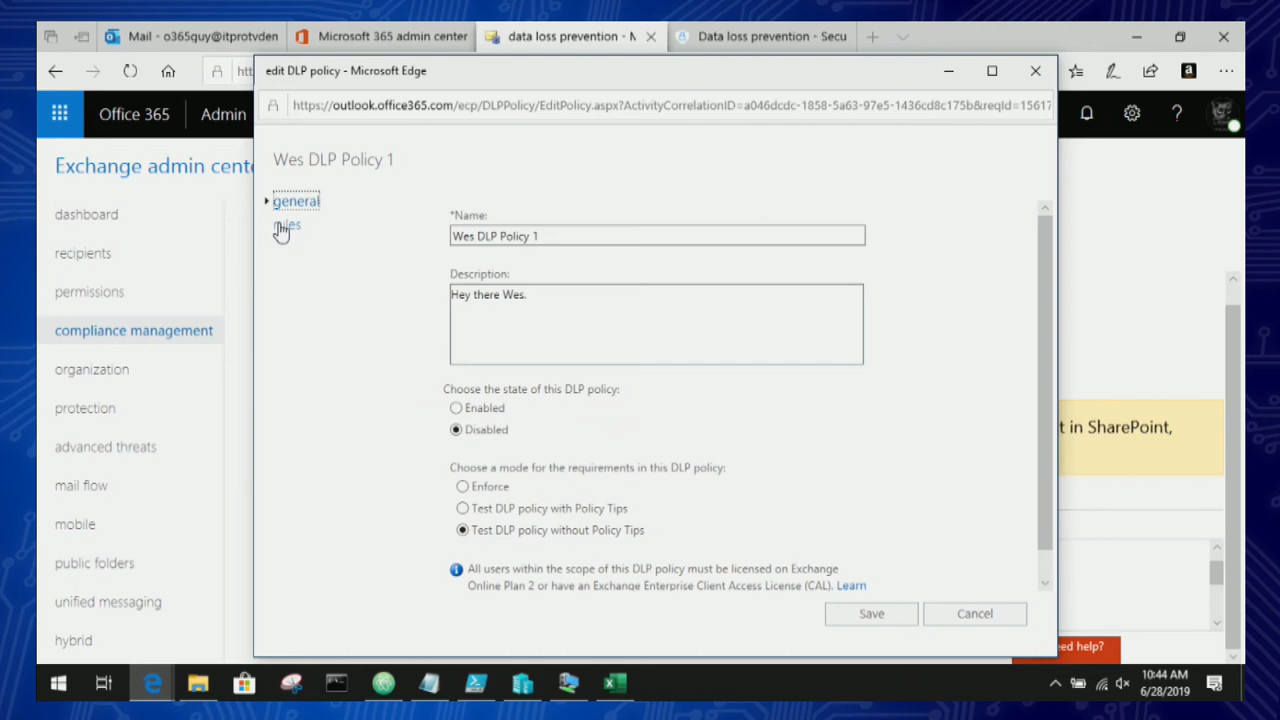 Mail - o365guy@itprotvden
Microsoft 365 admin center
data loss prevention - M
Data loss prevention - Secu
edit DLP policy - Microsoft Edge
htt
https://outlook.office365.com/ecp/DLPPolicy/EditPolicy.aspx?ActivityCorrelationID=a046dcdc-1858-5a63-97e5-1436cd8c175b&reqId=15617
Office 365
Admin
Exchange admin cente
dashboard
recipients
permissions
compliance management
organization
protection
advanced threats
mail flow
mobile
public folders
unified messaging
hybrid
Wes DLP Policy 1
general
rules
*Name:
Wes DLP Policy 1
Description:
Hey there Wes.
Choose the state of this DLP policy:
Enabled
Disabled
Choose a mode for the requirements in this DLP policy:
Enforce
Test DLP policy with Policy Tips
Test DLP policy without Policy Tips
All users within the scope of this DLP policy must be licensed on Exchange
Online Plan 2 or have an Exchange Enterprise Client Access License (CAL). Learn
Save
Cancel
t in SharePoint,
ed help?
10:44 AM
6/28/2019